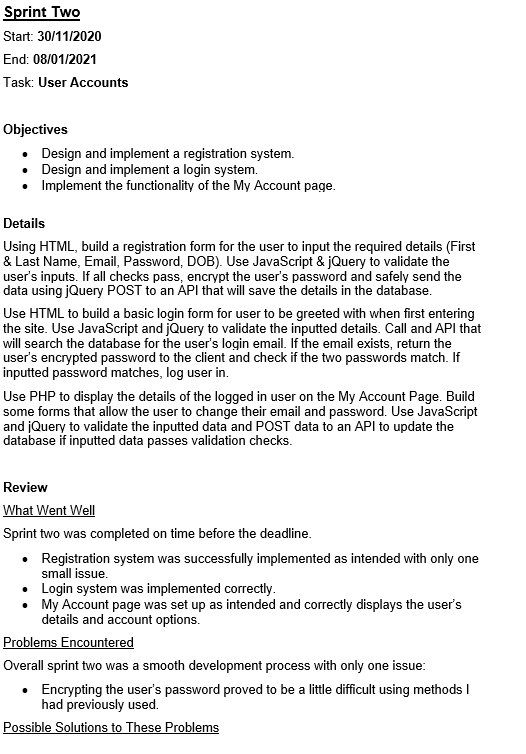 Sprint Two
Start: 30/11/2020
End: 08/01/2021
Task: User Accounts
Objectives
• Design and implement a registration system.
• Design and implement a login system.
• Implement the functionality of the My Account page.
Details
Using HTML, build a registration form for the user to input the required details (First
& Last Name, Email, Password, DOB). Use JavaScript & jQuery to validate the
user's inputs. If all checks pass, encrypt the user's password and safely send the
data using jQuery POST to an API that will save the details in the database.
Use HTML to build a basic login form for user to be greeted with when first entering
the site. Use JavaScript and jQuery to validate the inputted details. Call and API that
will search the database for the user's login email. If the email exists, return the
user's encrypted password to the client and check if the two passwords match. If
inputted password matches, log user in.
Use PHP to display the details of the logged in user on the My Account Page. Build
some forms that allow the user to change their email and password. Use JavaScript
and jQuery to validate the inputted data and POST data to an API to update the
database if inputted data passes validation checks.
Review
What Went Well
Sprint two was completed on time before the deadline.
• Registration system was successfully implemented as intended with only one
small issue.
• Login system was implemented correctly.
• My Account page was set up as intended and correctly displays the user's
details and account options.
Problems Encountered
Overall sprint two was a smooth development process with only one issue:
• Encrypting the user's password proved to be a little difficult using methods I
had previously used.
Possible Solutions to These Problems